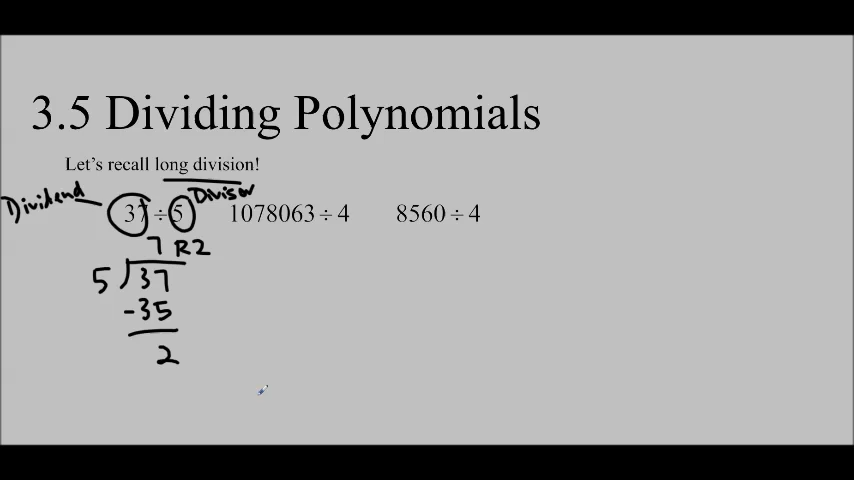 3.5 Dividing Polynomials
Let's recall long division!
Dividend
Divisor
37 ÷ 5
1078063 ÷ 4
8560 ÷ 4
7 R2
5 37
-35
2